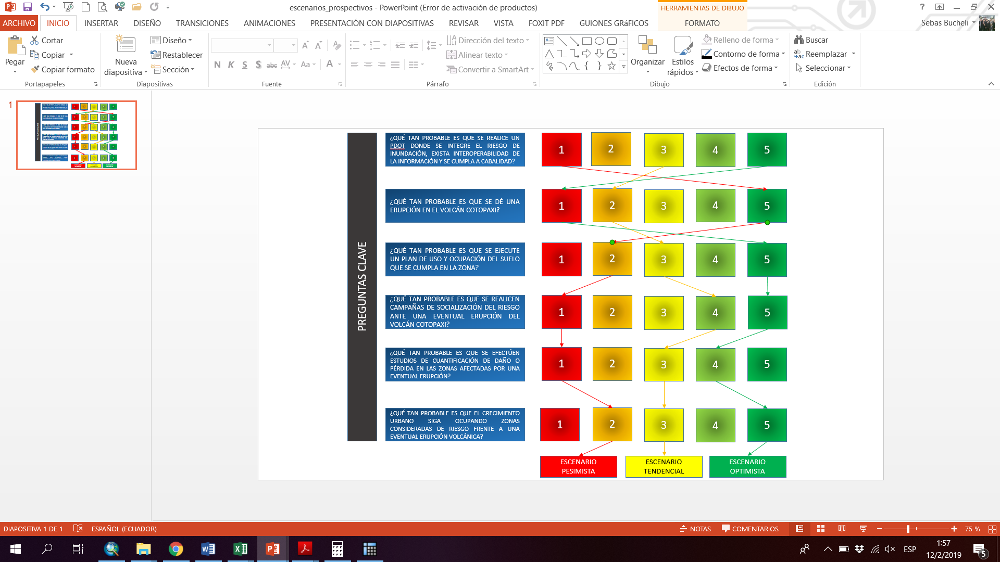 escenarios_prospectivos - PowerPoint (Error de activación de productos)
HERRAMIENTAS DE DIBUJO
ARCHIVO INICIO INSERTAR DISEÑO TRANSICIONES ANIMACIONES PRESENTACIÓN CON DIAPOSITIVAS REVISAR VISTA FOXIT PDF GUIONES GRáFICOS FORMATO
Sebas Bucheli
Pegar
Cortar
Copiar
Copiar formato
Portapapeles
Nueva diapositiva
Diseño
Restablecer
Sección
Diapositivas
N K S S abc AV Aa A
Fuente
Dirección del texto
Alinear texto
Convertir a SmartArt
Párrafo
Organizar
Estilos rápidos
Relleno de forma
Contorno de forma
Efectos de forma
Dibujo
Buscar
Reemplazar
Seleccionar
Edición
1
PREGUNTAS CLAVE
¿QUÉ TAN PROBABLE ES QUE SE REALICE UN
PDOT DONDE SE INTEGRE EL RIESGO DE
INUNDACIÓN, EXISTA INTEROPERABILIDAD DE
LA INFORMACIÓN Y SE CUMPLA A CABALIDAD?
1 2 3 4 5
¿QUÉ TAN PROBABLE ES QUE SE DÉ UNA
ERUPCIÓN EN EL VOLCÁN COTOPAXI?
1 2 3 4 5
¿QUÉ TAN PROBABLE ES QUE SE EJECUTE
UN PLAN DE USO Y OCUPACIÓN DEL SUELO
QUE SE CUMPLA EN LA ZONA?
1 2 3 4 5
¿QUÉ TAN PROBABLE ES QUE SE REALICEN
CAMPAÑAS DE SOCIALIZACIÓN DEL RIESGO
ANTE UNA EVENTUAL ERUPCIÓN DEL
VOLCÁN COTOPAXI?
1 2 3 4 5
¿QUÉ TAN PROBABLE ES QUE SE EFECTÚEN
ESTUDIOS DE CUANTIFICACIÓN DE DAÑO O
PÉRDIDA EN LAS ZONAS AFECTADAS POR UNA
EVENTUAL ERUPCIÓN?
1 2 3 4 5
¿QUÉ TAN PROBABLE ES QUE EL CRECIMIENTO
URBANO SIGA OCUPANDO ZONAS
CONSIDERADAS DE RIESGO FRENTE A UNA
EVENTUAL ERUPCIÓN VOLCÁNICA?
1 2 3 4 5
ESCENARIO
PESIMISTA
ESCENARIO
TENDENCIAL
ESCENARIO
OPTIMISTA
DIAPOSITIVA 1 DE 1 ESPAÑOL (ECUADOR) NOTAS COMENTARIOS 75 %
ESP
1:57
12/2/2019
5